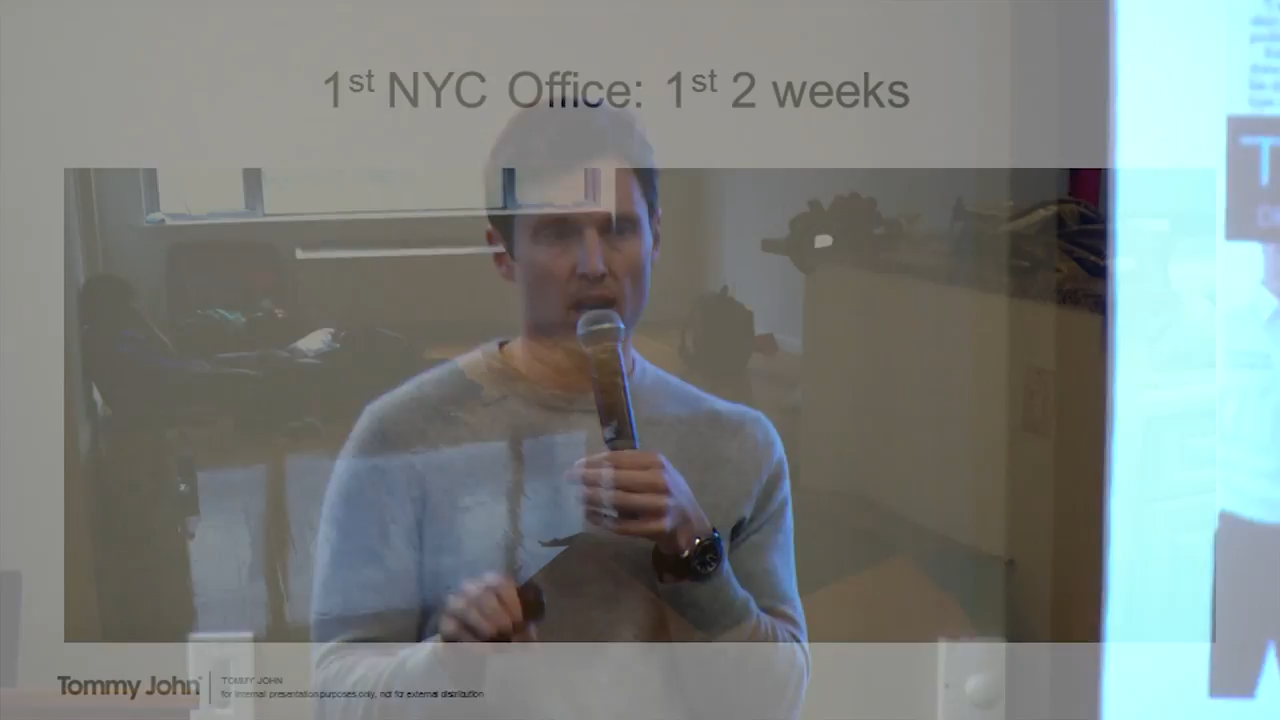 1st NYC Office: 1st 2 weeks
Tommy John
TOMMY JOHN
for internal presentation purposes only, not for external distribution